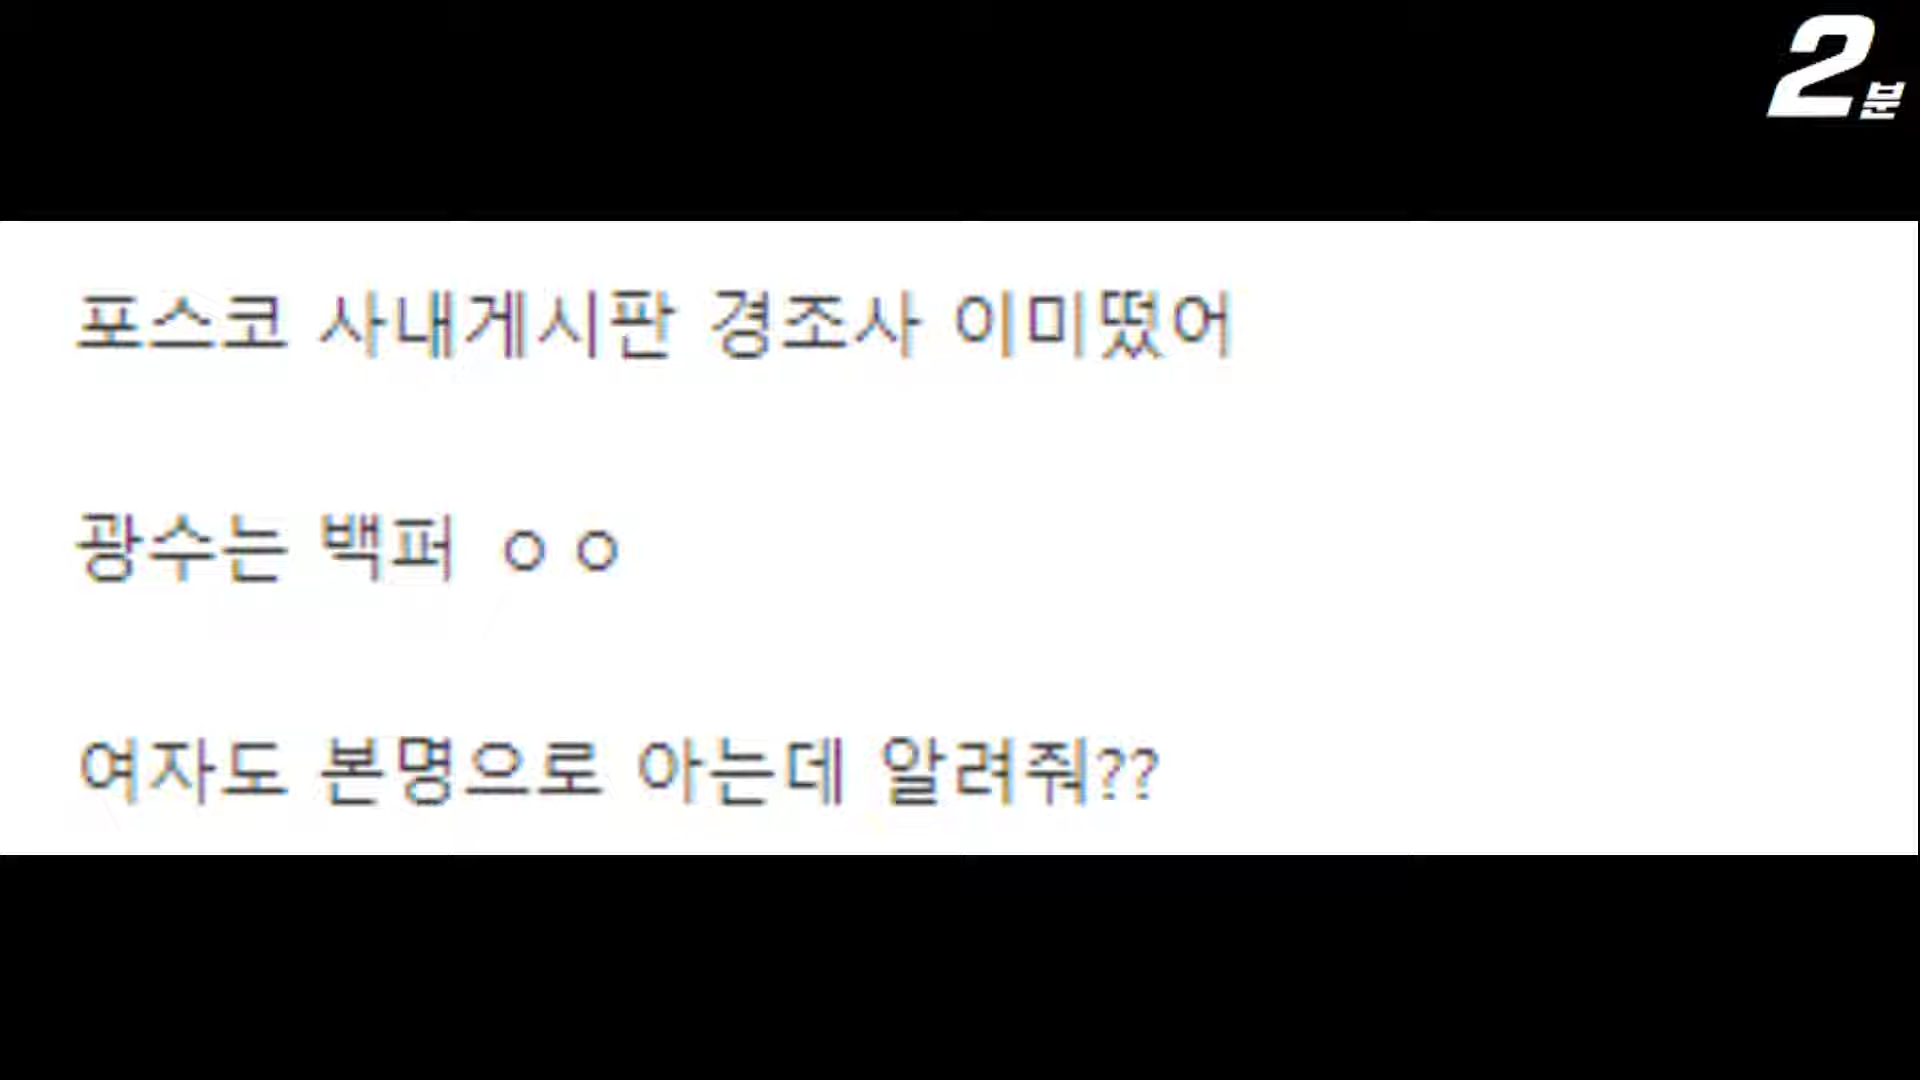 2분
포스코 사내게시판 경조사 이미떴어
광수는 백퍼 ㅇㅇ
여자도 본명으로 아는데 알려줘??